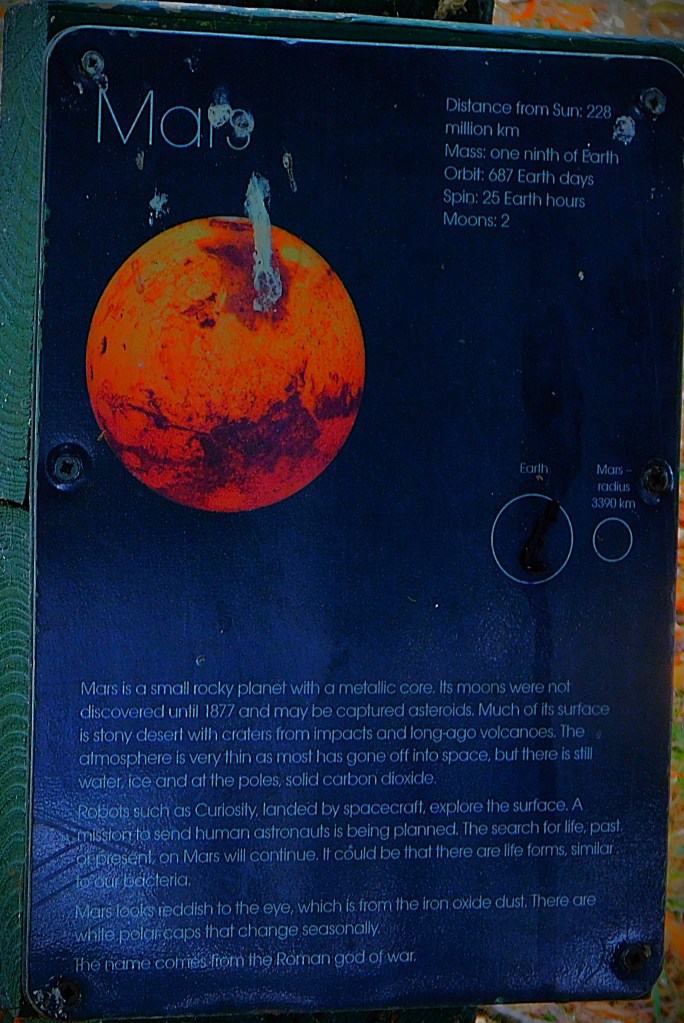 Mars
Distance from Sun: 228
million km
Mass: one ninth of Earth
Orbit: 687 Earth days
Spin: 25 Earth hours
Moons: 2
Earth
Mars –
radius
3390 km
Mars is a small rocky planet with a metallic core. Its moons were not
discovered until 1877 and may be captured asteroids. Much of its surface
is stony desert with craters from impacts and long-ago volcanoes. The
atmosphere is very thin as most has gone off into space, but there is still
water, ice and at the poles, solid carbon dioxide.
Robots such as Curiosity, landed by spacecraft, explore the surface. A
mission to send human astronauts is being planned. The search for life, past
or present, on Mars will continue. It could be that there are life forms, similar
to our bacteria.
Mars looks reddish to the eye, which is from the iron oxide dust. There are
white polar caps that change seasonally.
The name comes from the Roman god of war.